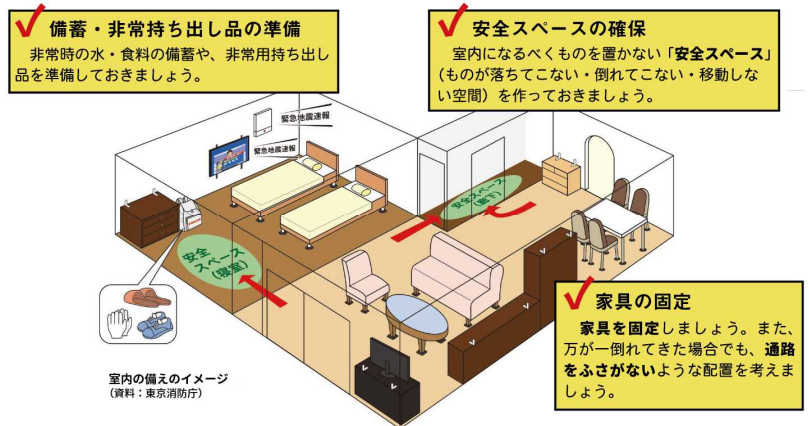 備蓄・非常持ち出し品の準備
非常時の水・食料の備蓄や、非常用持ち出し
品を準備しておきましょう。
安全スペースの確保
室内になるべくものを置かない「安全スペース」
(ものが落ちてこない・倒れてこない・移動しな
い空間）を作っておきましょう。
緊急地震速報
緊急地震速報
安全スペース
(廊下)
安全
スペース
(寝室)
家具の固定
家具を固定しましょう。また、
万が一倒れてきた場合でも、通路
をふさがないような配置を考えま
しょう。
室内の備えのイメージ
（資料：東京消防庁）